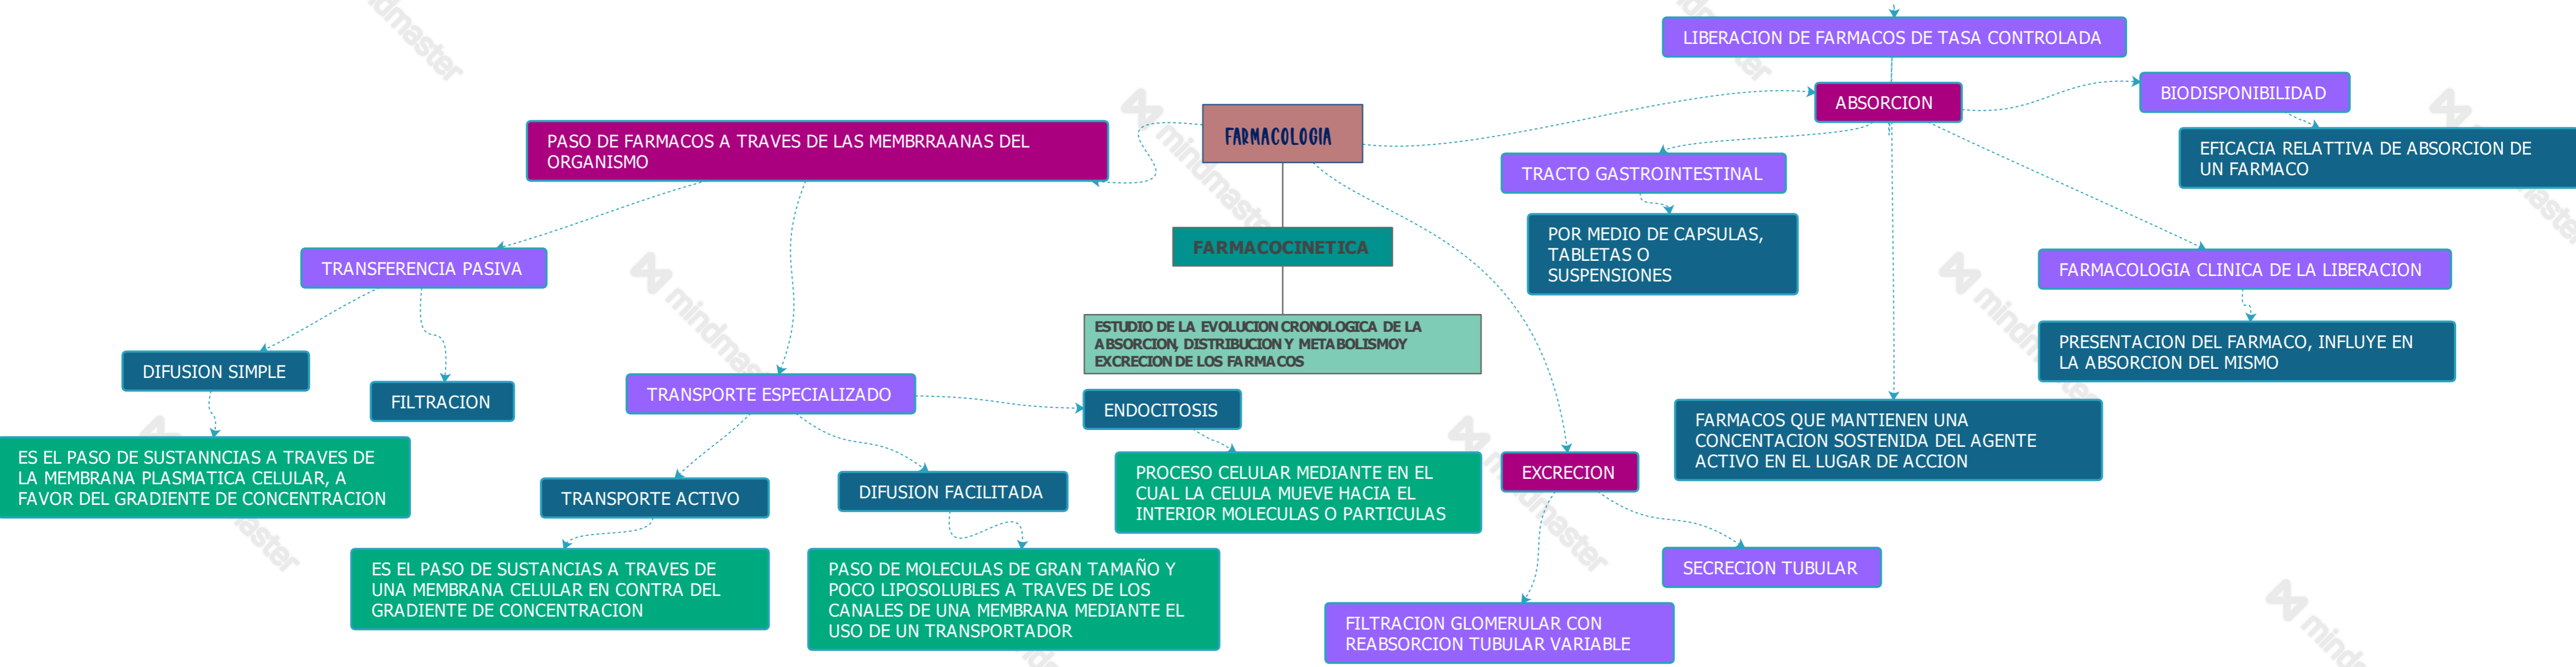 LIBERACION DE FARMACOS DE TASA CONTROLADA
ABSORCION
BIODISPONIBILIDAD
EFICACIA RELATTIVA DE ABSORCION DE
UN FARMACO
FARMACOLOGIA
PASO DE FARMACOS A TRAVES DE LAS MEMBRRAANAS DEL
ORGANISMO
TRACTO GASTROINTESTINAL
POR MEDIO DE CAPSULAS,
TABLETAS O
SUSPENSIONES
FARMACOCINETICA
TRANSFERENCIA PASIVA
FARMACOLOGIA CLINICA DE LA LIBERACION
PRESENTACION DEL FARMACO, INFLUYE EN
LA ABSORCION DEL MISMO
ESTUDIO DE LA EVOLUCION CRONOLOGICA DE LA
ABSORCION, DISTRIBUCION Y METABOLISMOY
EXCRECION DE LOS FARMACOS
DIFUSION SIMPLE
FILTRACION
TRANSPORTE ESPECIALIZADO
ENDOCITOSIS
FARMACOS QUE MANTIENEN UNA
CONCENTACION SOSTENIDA DEL AGENTE
ACTIVO EN EL LUGAR DE ACCION
ES EL PASO DE SUSTANNCIAS A TRAVES DE
LA MEMBRANA PLASMATICA CELULAR, A
FAVOR DEL GRADIENTE DE CONCENTRACION
TRANSPORTE ACTIVO
DIFUSION FACILITADA
PROCESO CELULAR MEDIANTE EN EL
CUAL LA CELULA MUEVE HACIA EL
INTERIOR MOLECULAS O PARTICULAS
EXCRECION
ES EL PASO DE SUSTANCIAS A TRAVES DE
UNA MEMBRANA CELULAR EN CONTRA DEL
GRADIENTE DE CONCENTRACION
PASO DE MOLECULAS DE GRAN TAMAÑO Y
POCO LIPOSOLUBLES A TRAVES DE LOS
CANALES DE UNA MEMBRANA MEDIANTE EL
USO DE UN TRANSPORTADOR
SECRECION TUBULAR
FILTRACION GLOMERULAR CON
REABSORCION TUBULAR VARIABLE
mindmaster
mindmaster
mindmaster
mindmaster